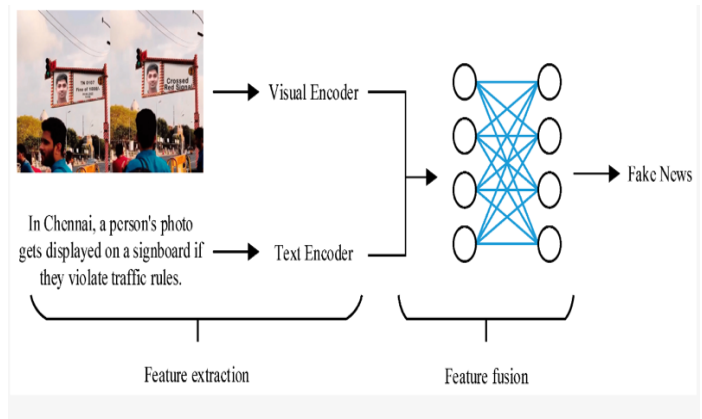 Crossed
Red Signal
Visual Encoder
In Chennai, a person's photo
gets displayed on a signboard if
they violate traffic rules.
Text Encoder
Fake News
Feature extraction
Feature fusion